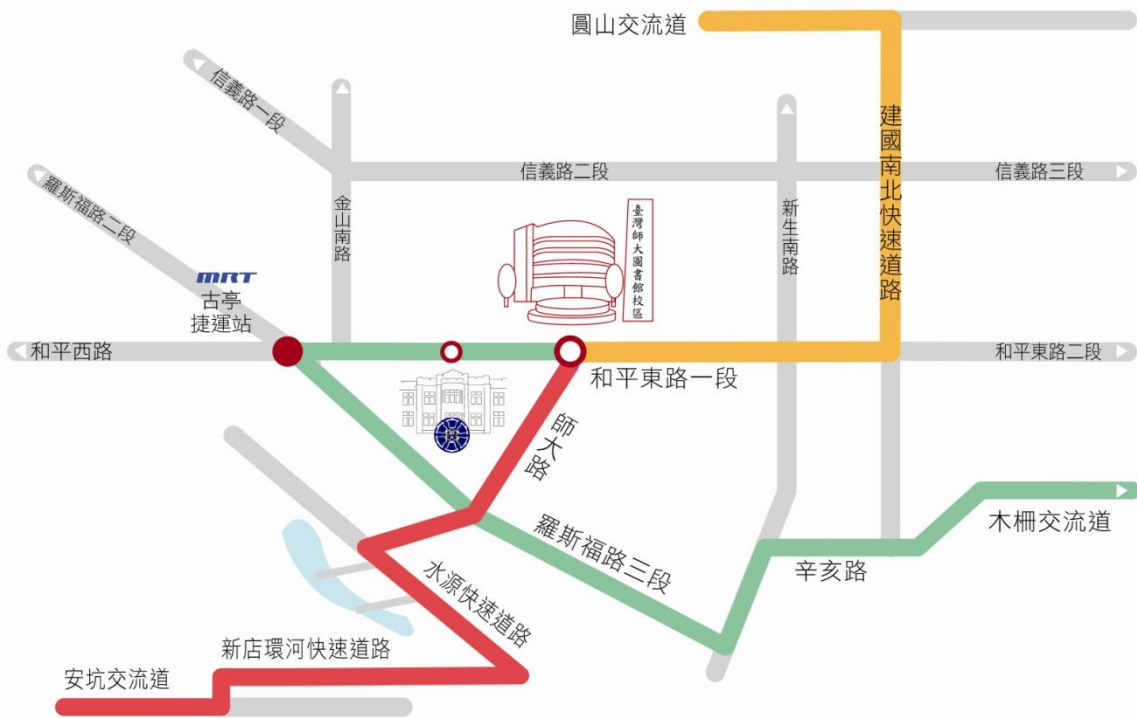 圓山交流道
信義路一段
建國南北快速道路
信義路二段
信義路三段
羅斯福路二段
金山南路
臺灣師大圖書館校區
新生南路
MRT
古亭
捷運站
和平西路
和平東路二段
和平東路一段
師大路
木柵交流道
羅斯福路三段
辛亥路
水源快速道路
新店環河快速道路
安坑交流道